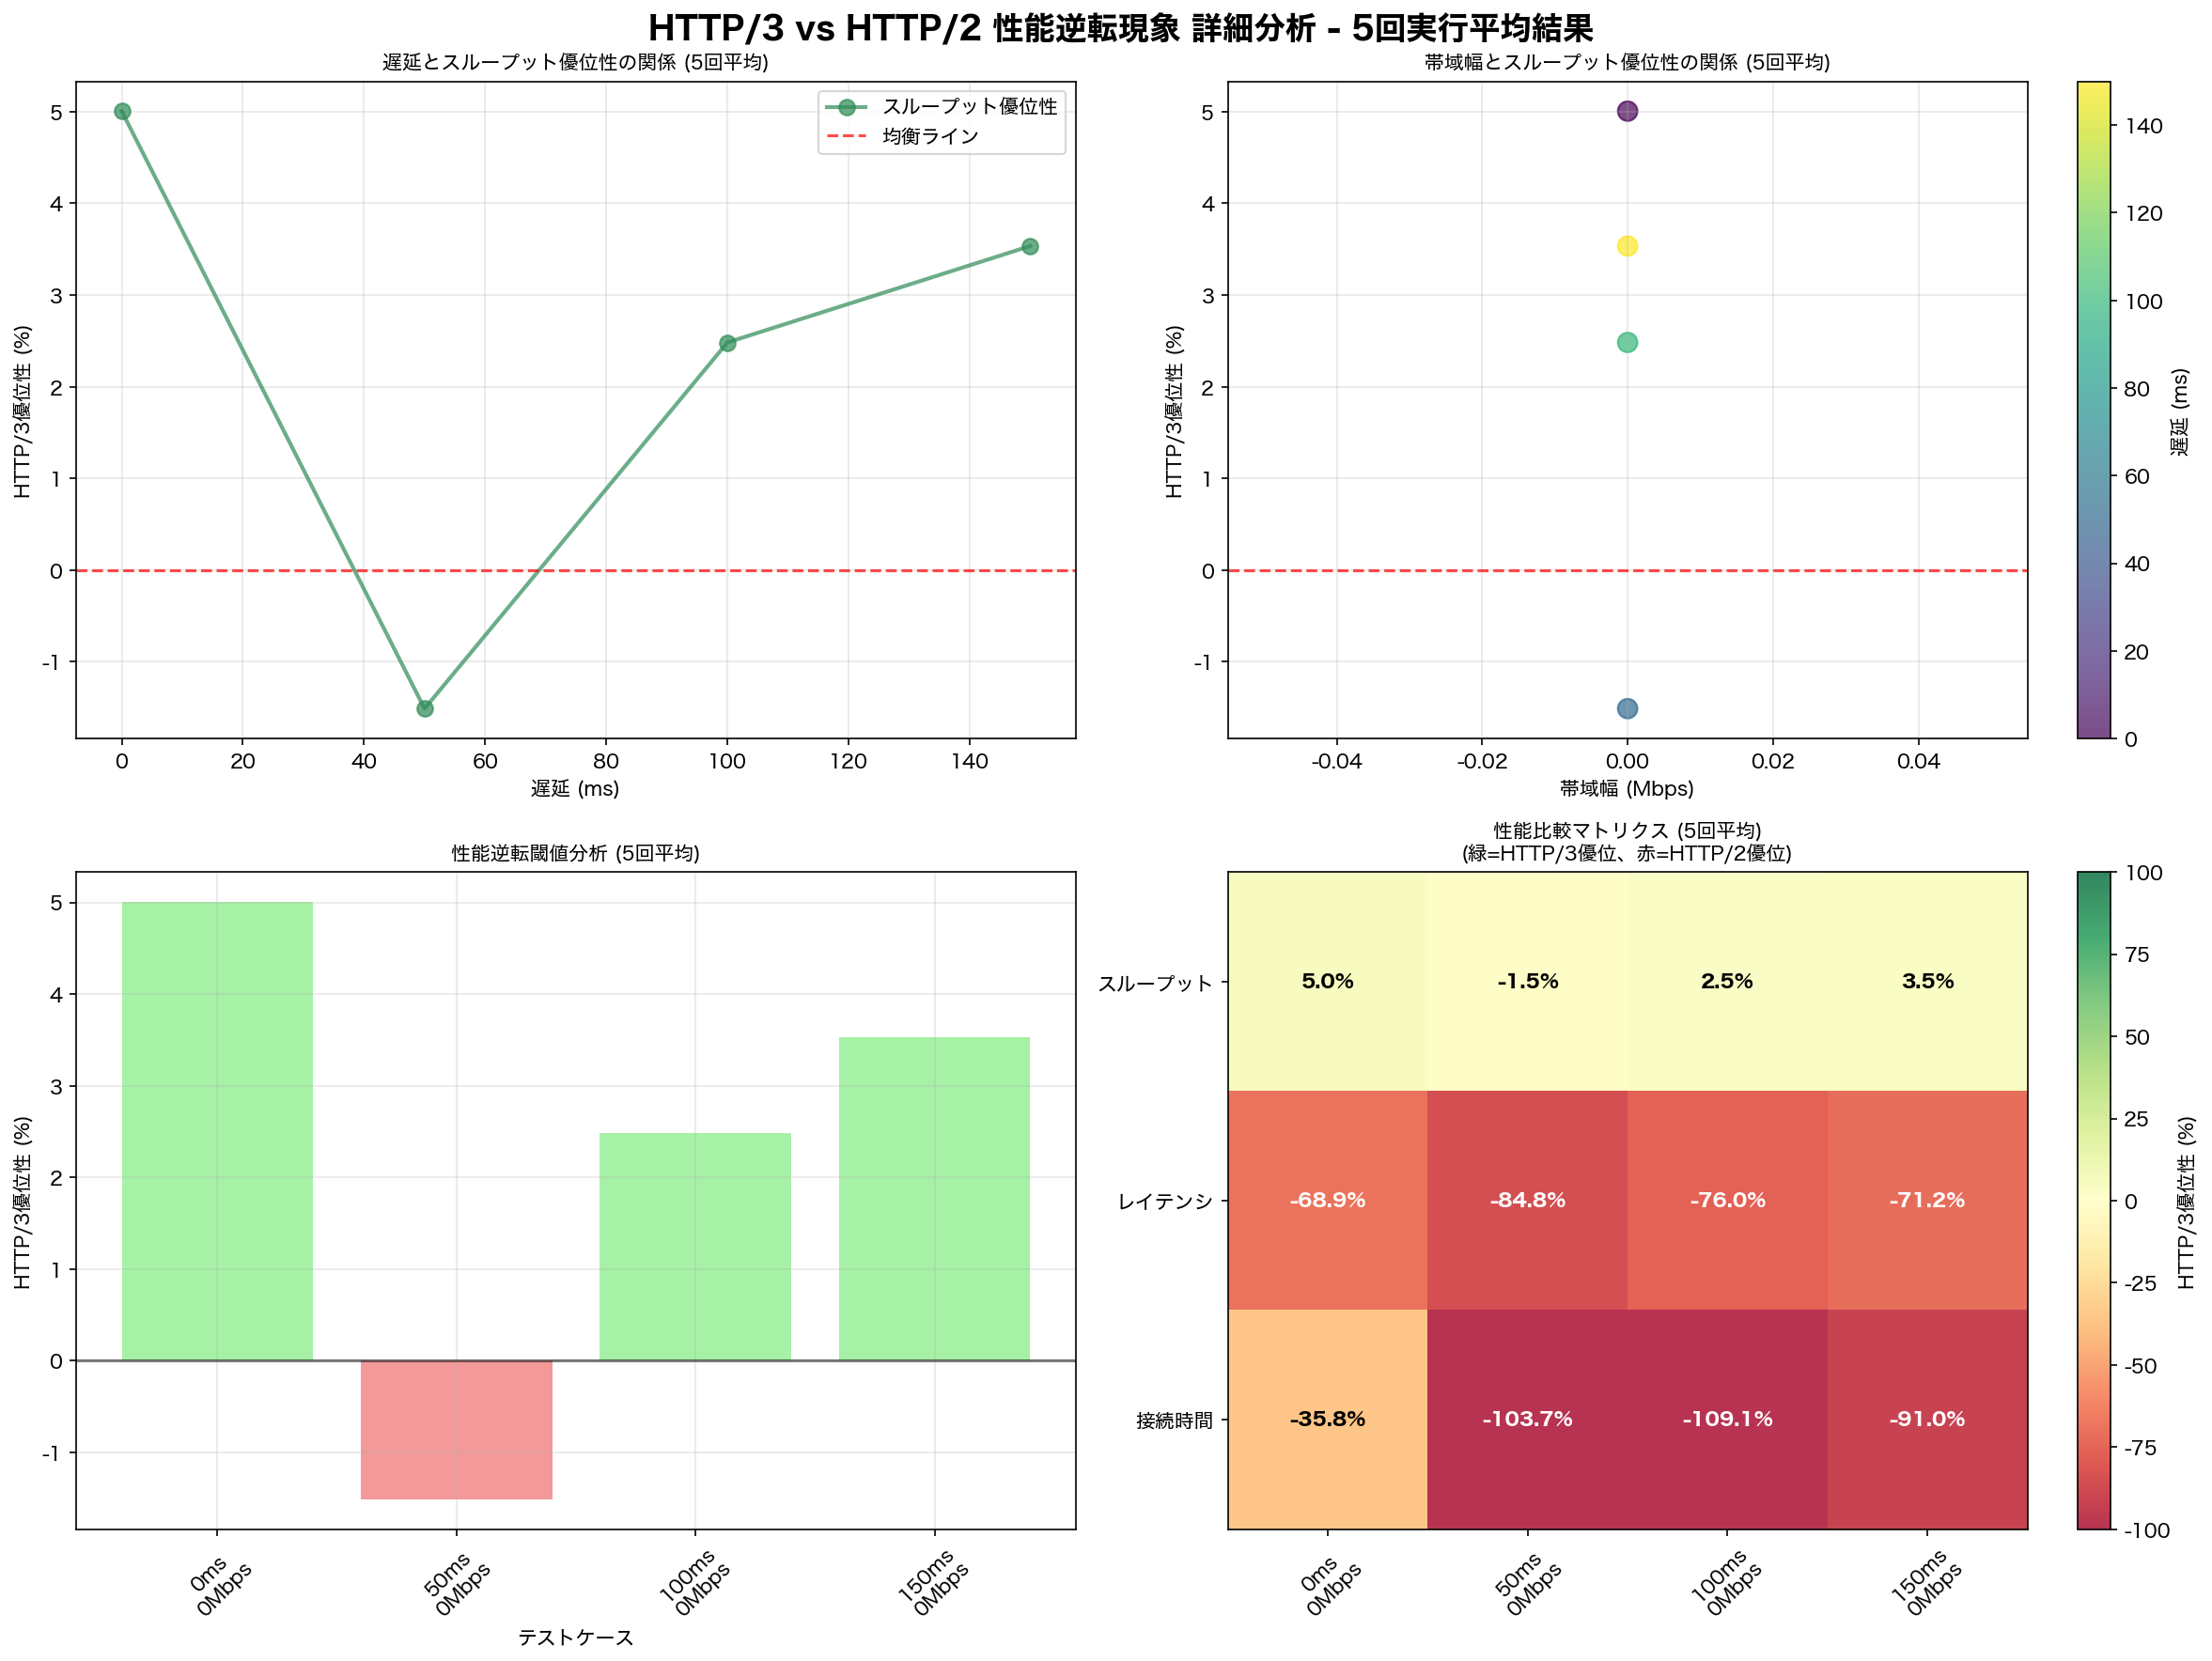 HTTP/3 vs HTTP/2 性能逆転現象 詳細分析 - 5回実行平均結果
遅延とスループット優位性の関係 (5回平均)
5
4
3
2
1
0
-1
HTTP/3優位性 (%)
スループット優位性
均衡ライン
0
20
40
60
80
100
120
140
遅延 (ms)
帯域幅とスループット優位性の関係 (5回平均)
5
4
3
2
1
0
-1
HTTP/3優位性 (%)
-0.04
-0.02
0.00
0.02
0.04
帯域幅 (Mbps)
140
120
100
80
60
40
20
0
遅延 (ms)
性能逆転閾値分析 (5回平均)
5
4
3
2
1
0
-1
HTTP/3優位性 (%)
0ms
0Mbps
50ms
0Mbps
100ms
0Mbps
150ms
0Mbps
テストケース
性能比較マトリクス (5回平均)
(緑=HTTP/3優位、赤=HTTP/2優位)
スループット
5.0%
-1.5%
2.5%
3.5%
レイテンシ
-68.9%
-84.8%
-76.0%
-71.2%
接続時間
-35.8%
-103.7%
-109.1%
-91.0%
0ms
0Mbps
50ms
0Mbps
100ms
0Mbps
150ms
0Mbps
100
75
50
25
0
-25
-50
-75
-100
HTTP/3優位性 (%)